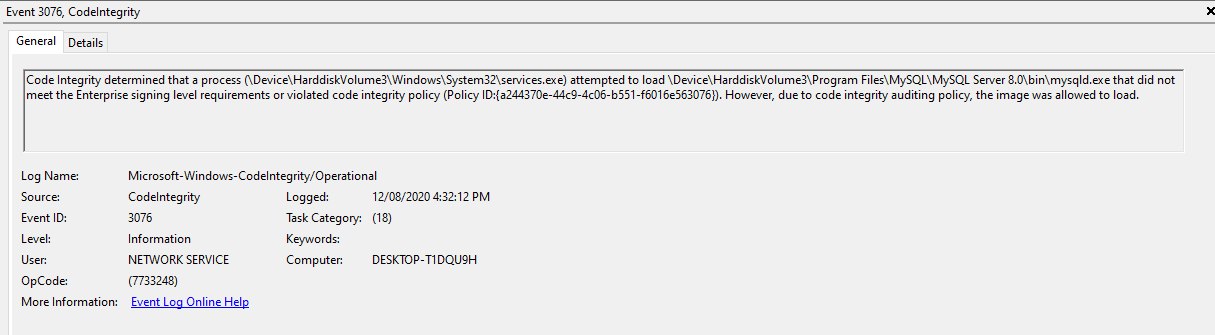 Event 3076, CodeIntegrity
General Details
Code Integrity determined that a process (\Device\HarddiskVolume3\Windows\System32\services.exe) attempted to load \Device\HarddiskVolume3\Program Files\MySQL\MySQL Server 8.0\bin\mysqld.exe that did not
meet the Enterprise signing level requirements or violated code integrity policy (Policy ID:{a244370e-44c9-4c06-b551-f6016e563076}). However, due to code integrity auditing policy, the image was allowed to load.
Log Name: Microsoft-Windows-CodeIntegrity/Operational
Source: CodeIntegrity Logged: 12/08/2020 4:32:12 PM
Event ID: 3076 Task Category: (18)
Level: Information Keywords:
User: NETWORK SERVICE Computer: DESKTOP-T1DQU9H
OpCode: (7733248)
More Information: Event Log Online Help